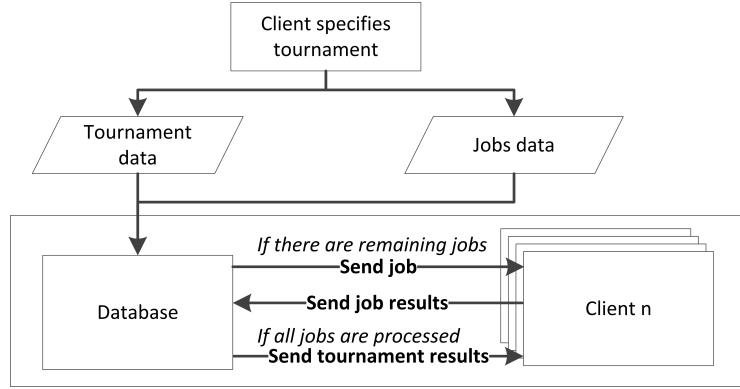 Client specifies
tournament
Tournament
data
Jobs data
If there are remaining jobs
Send job
Database
Send job results
Client n
If all jobs are processed
Send tournament results